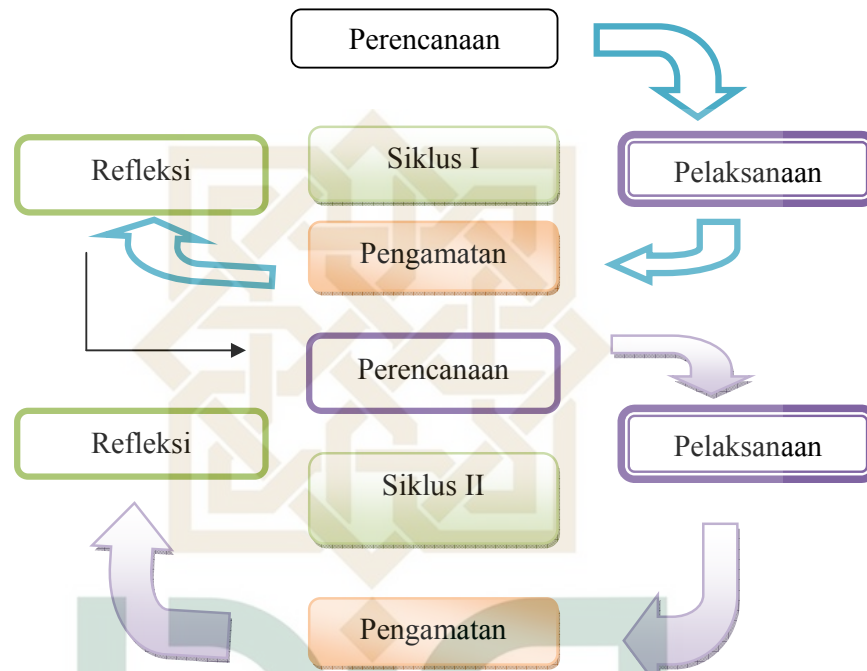 Perencanaan
Refleksi
Siklus I
Pelaksanaan
Pengamatan
Perencanaan
Refleksi
Pelaksanaan
Siklus II
Pengamatan